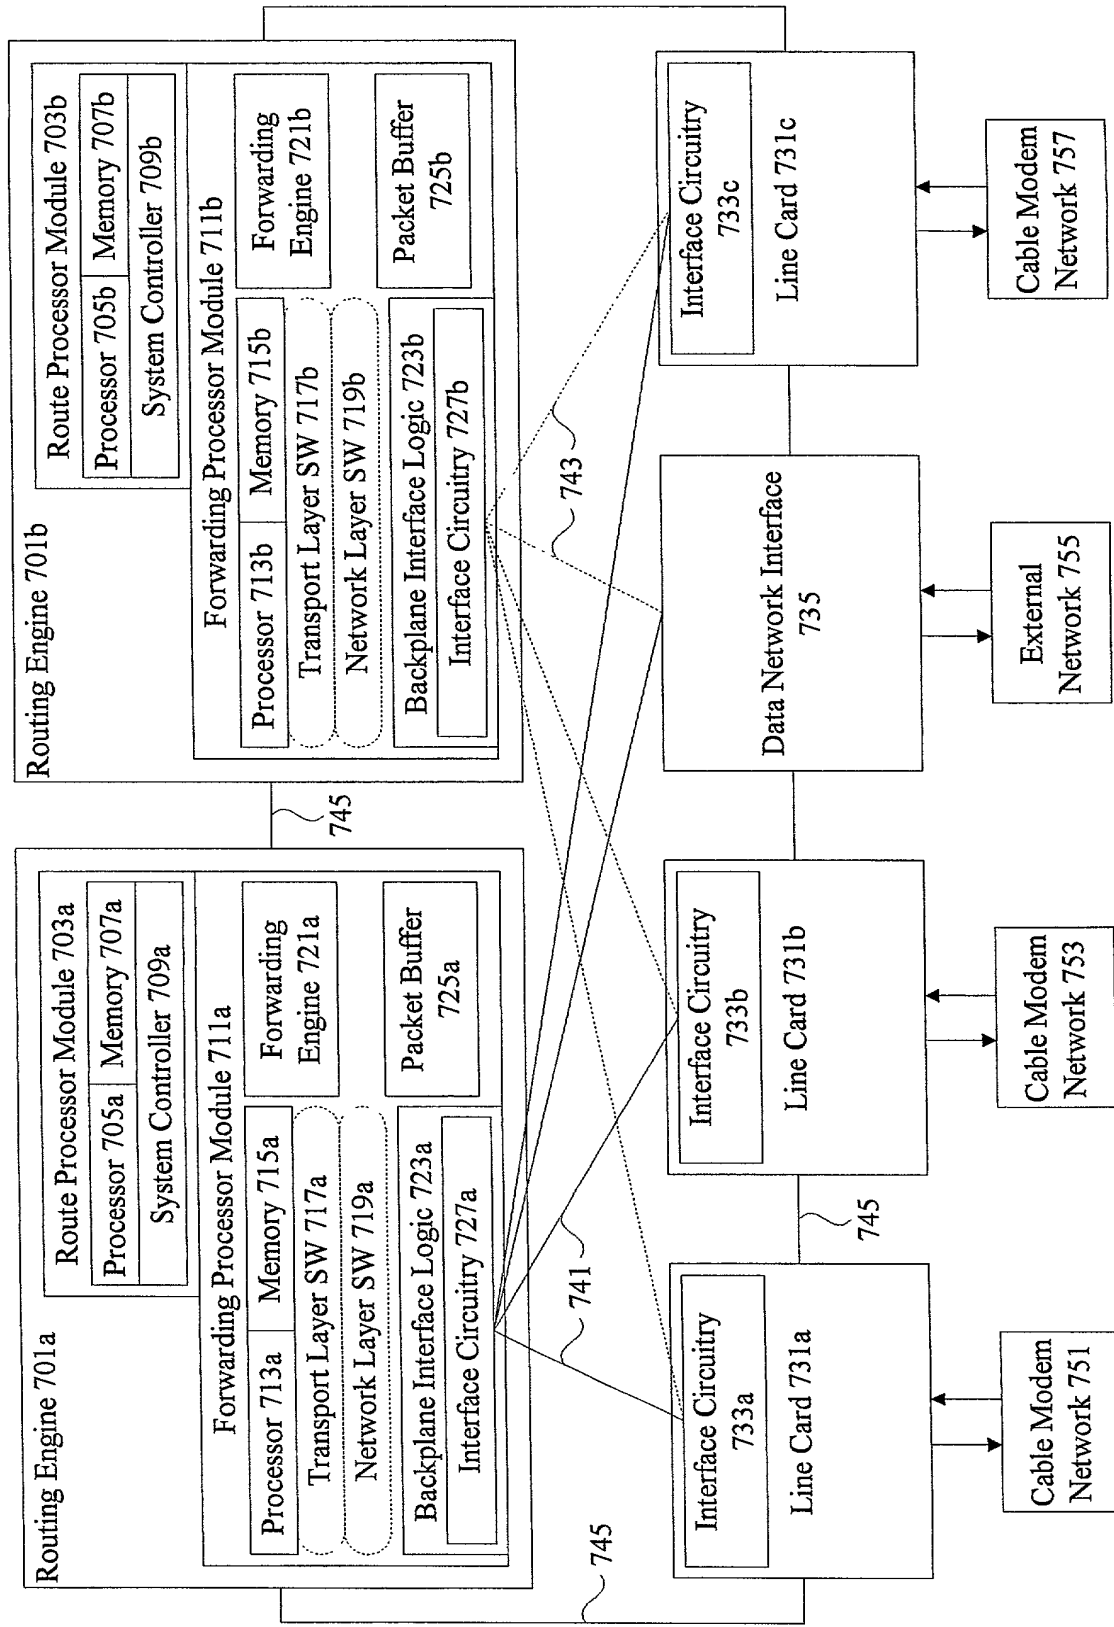 Routing Engine 701a
Route Processor Module 703a
Processor 705a
Memory 707a
System Controller 709a
Forwarding Processor Module 711a
Processor 713a
Memory 715a
Transport Layer SW 717a
Network Layer SW 719a
Forwarding
Engine 721a
Backplane Interface Logic 723a
Interface Circuitry 727a
Packet Buffer
725a
745
Routing Engine 701b
Route Processor Module 703b
Processor 705b
Memory 707b
System Controller 709b
Forwarding Processor Module 711b
Processor 713b
Memory 715b
Transport Layer SW 717b
Network Layer SW 719b
Forwarding
Engine 721b
Backplane Interface Logic 723b
Interface Circuitry 727b
Packet Buffer
725b
745
741
743
Interface Circuitry
733a
Line Card 731a
745
Interface Circuitry
733b
Line Card 731b
Data Network Interface
735
Interface Circuitry
733c
Line Card 731c
Cable Modem
Network 751
Cable Modem
Network 753
External
Network 755
Cable Modem
Network 757